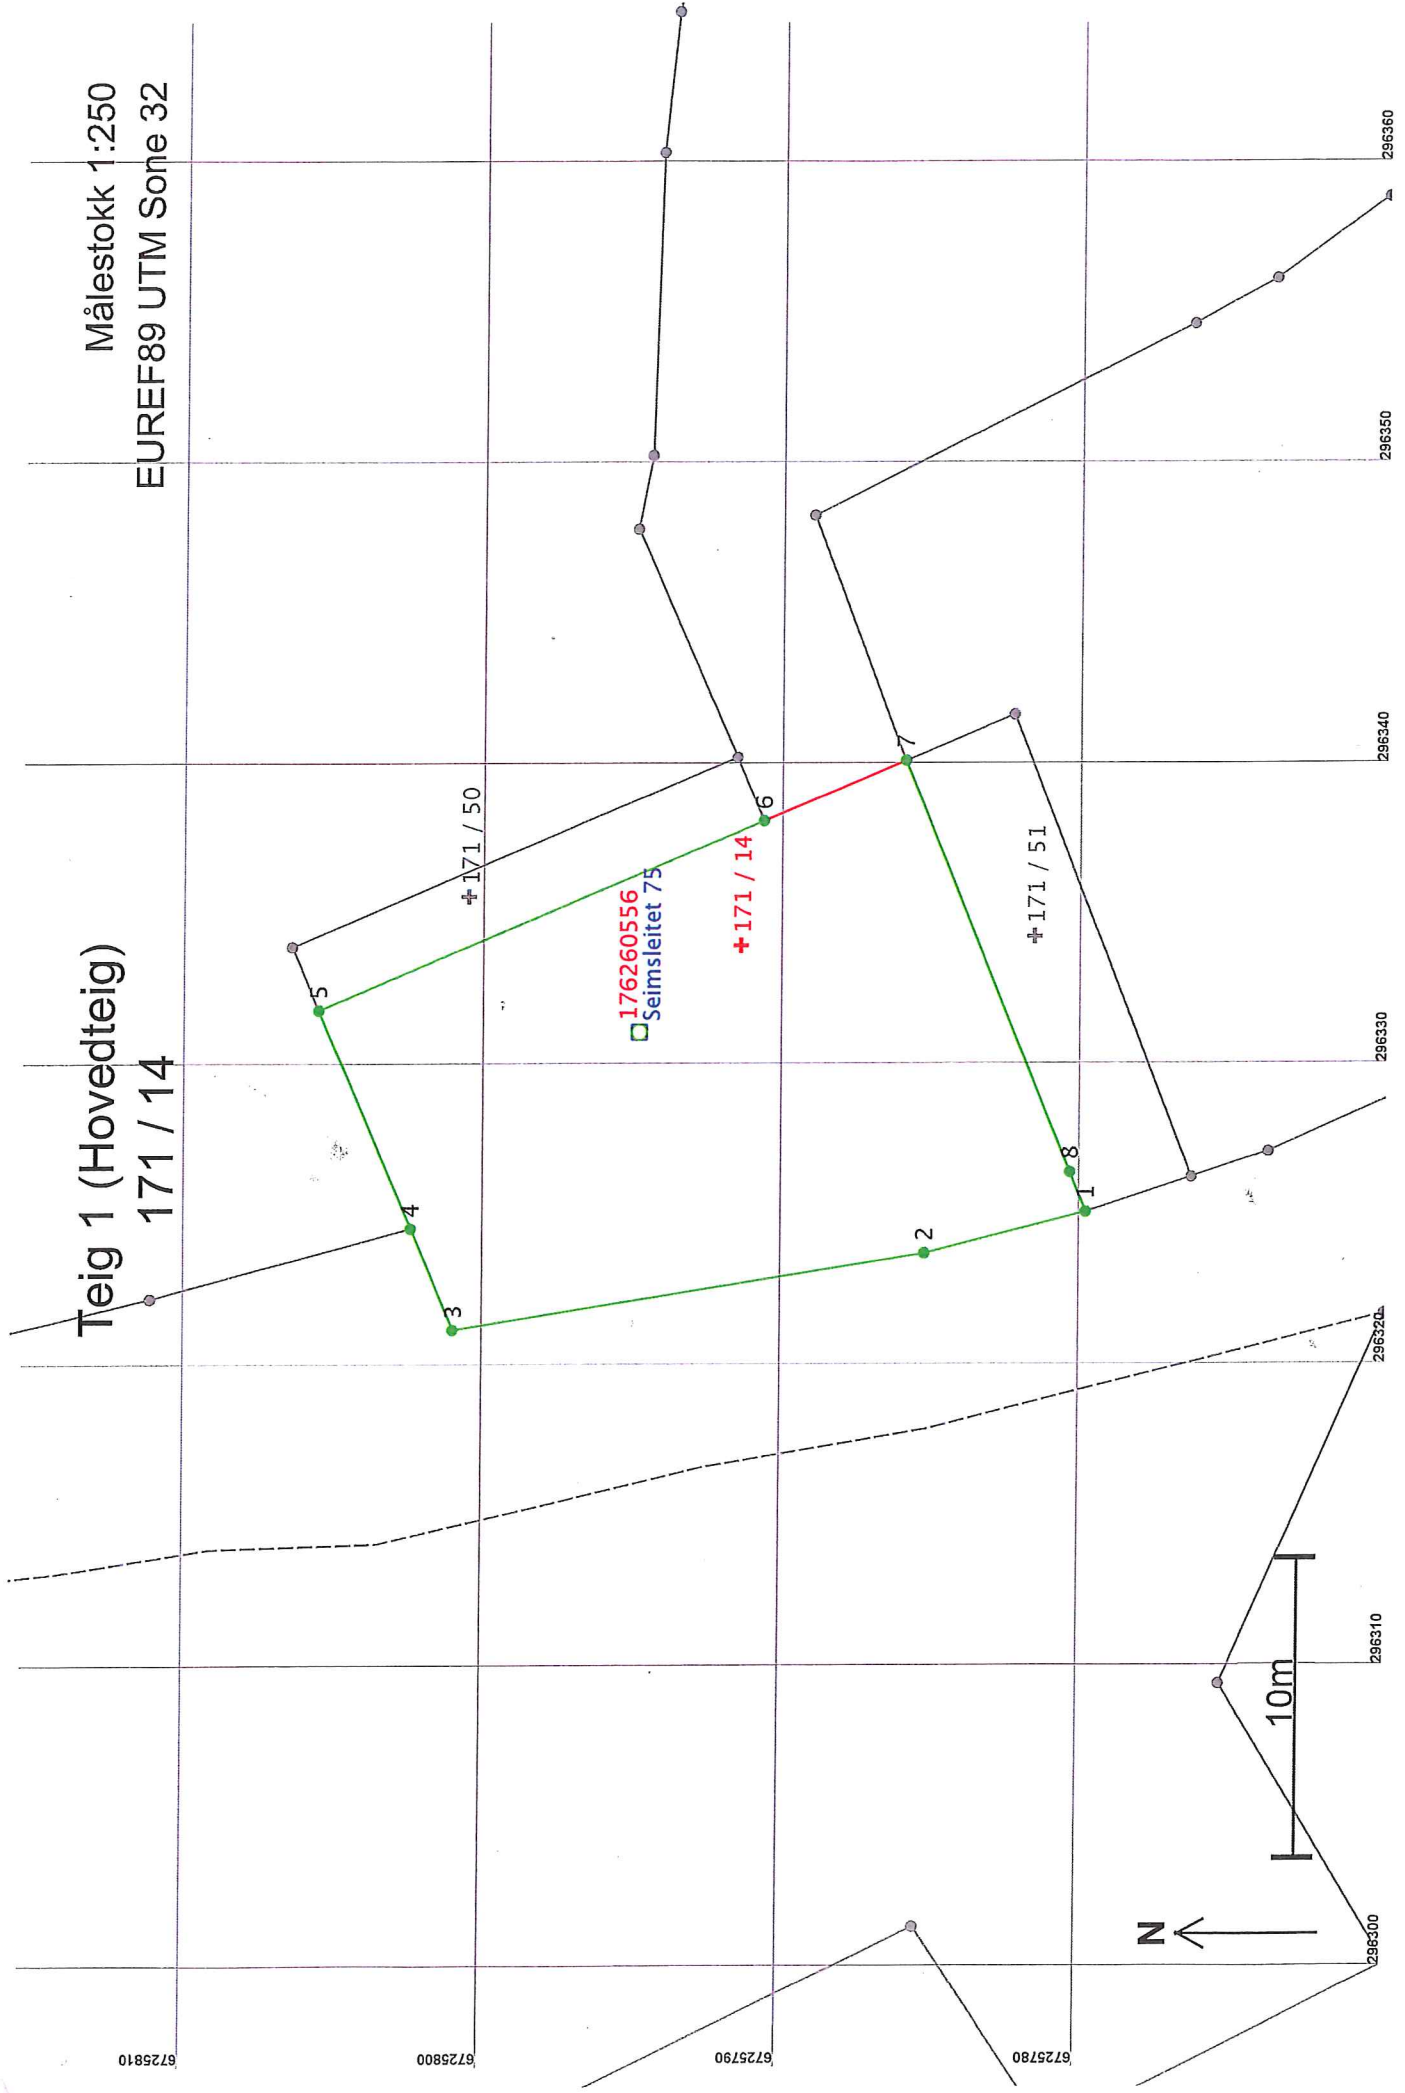 Teig 1 (Hovedteig)
171 / 14
Målestokk 1:250
EUREF89 UTM Sone 32
6725810
6725800
6725790
6725780
296300
296310
296320
296330
296340
296350
296360
5
4
3
+171 / 50
176260556
Seimsleitet 75
6
+171 / 14
7
2
8
1
+171 / 51
N
10m